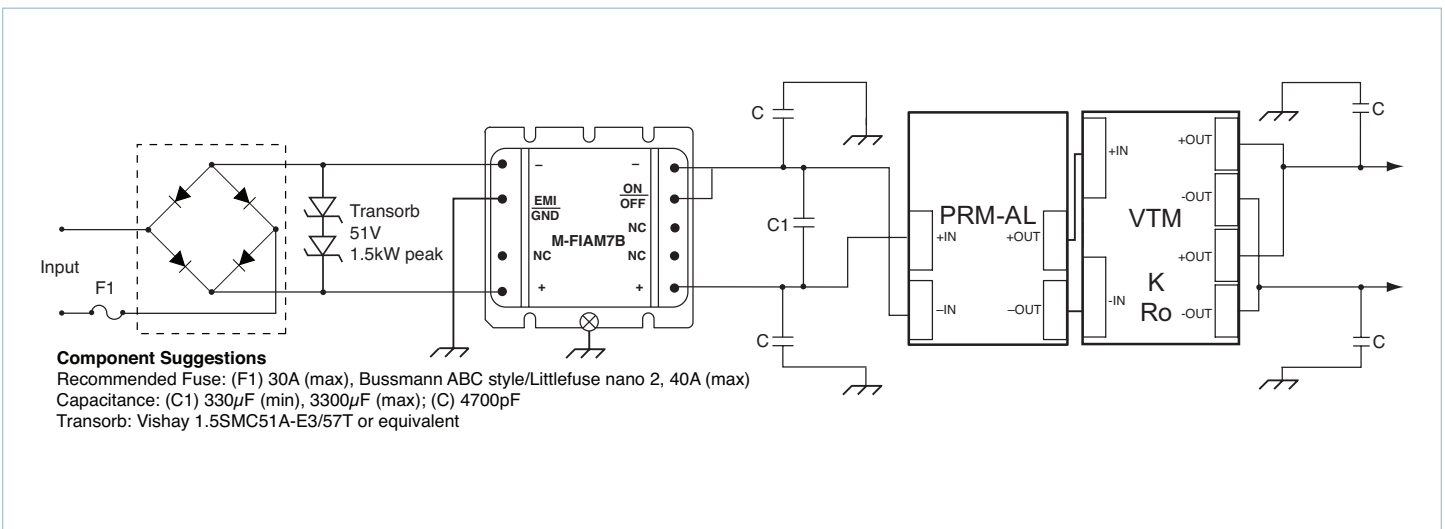 Input
F1
Transorb
51V
1.5kW peak
–
EMI
GND
NC
+
M-FIAM7B
–
ON
OFF
NC
NC
+
C
C1
C
PRM-AL
+IN
–IN
+OUT
–OUT
VTM
+IN
-IN
K
Ro
+OUT
-OUT
+OUT
-OUT
C
C
Component Suggestions
Recommended Fuse: (F1) 30A (max), Bussmann ABC style/Littlefuse nano 2, 40A (max)
Capacitance: (C1) 330µF (min), 3300µF (max); (C) 4700pF
Transorb: Vishay 1.5SMC51A-E3/57T or equivalent